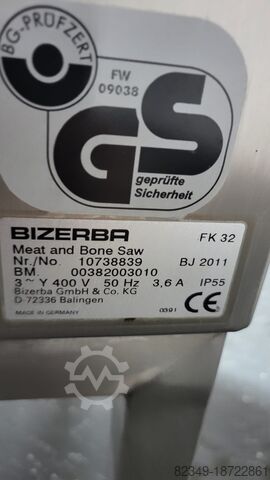 BG-PRÜFZERT
FW
09038
GS
geprüfte
Sicherheit
BIZERBA FK 32
Meat and Bone Saw
Nr./No. 10738839 BJ 2011
BM. 00382003010
3~ Y 400 V 50 Hz 3,6 A IP55
Bizerba GmbH & Co. KG
D-72336 Balingen
MADE IN GERMANY
CE
0391
82349-18722861